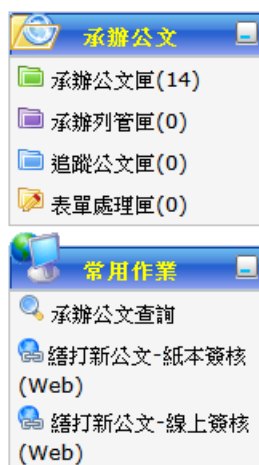 承辦公文
承辦公文匣(14)
承辦列管匣(0)
追蹤公文匣(0)
表單處理匣(0)
常用作業
承辦公文查詢
繕打新公文-紙本簽核
(Web)
繕打新公文-線上簽核
(Web)